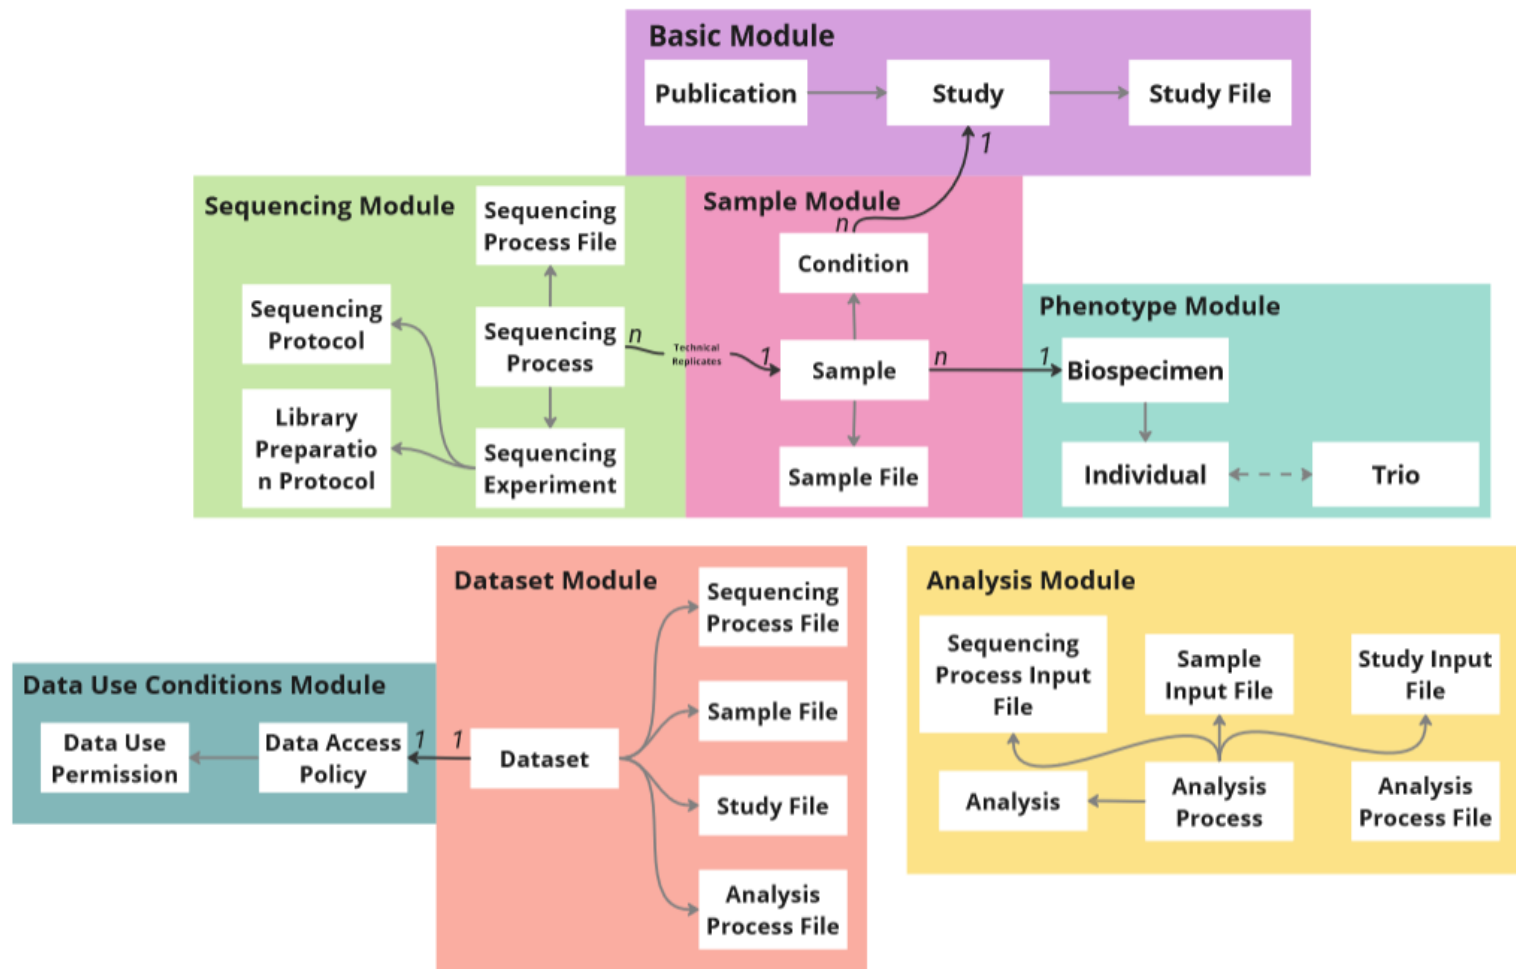 Basic Module
Publication
Study
Study File
1
Sequencing Module
Sequencing
Process File
Sequencing
Protocol
Sequencing
Process
n
Technical
Replicates
1
Library
Preparatio
n Protocol
Sequencing
Experiment
Sample Module
n
Condition
Sample
n
Sample File
Phenotype Module
1
Biospecimen
Individual
Trio
Dataset Module
Sequencing
Process File
Sample File
Dataset
Study File
Analysis
Process File
Data Use Conditions Module
Data Use
Permission
Data Access
Policy
1
1
Analysis Module
Sequencing
Process Input
File
Sample
Input File
Study Input
File
Analysis
Analysis
Process
Analysis
Process File